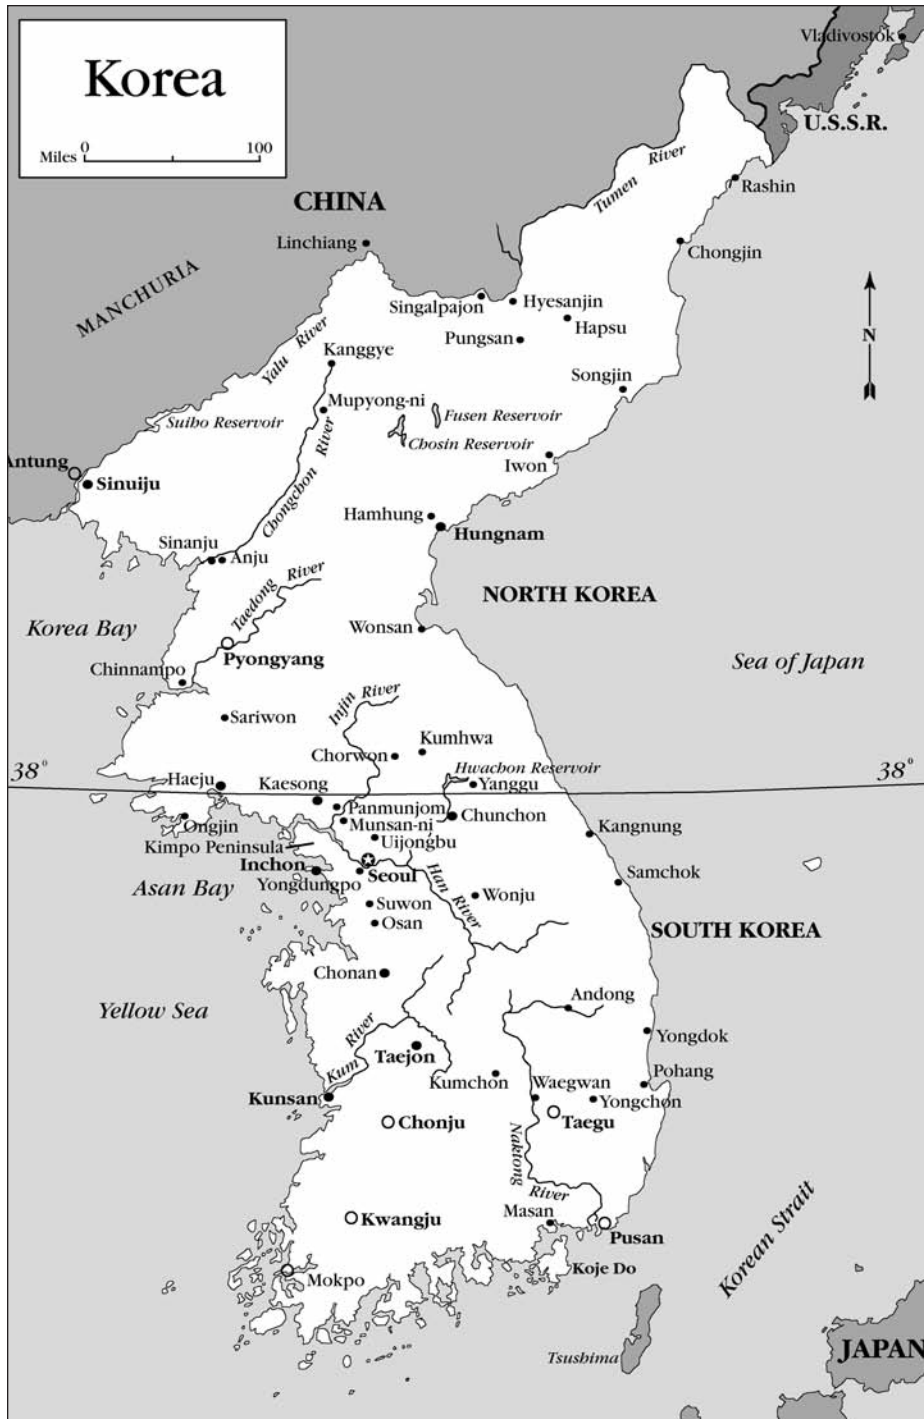 Korea
Miles 0 100
Vladivostok
U.S.S.R.
Tumen River
Rashin
CHINA
Linchiang
Chongjin
MANCHURIA
Singalpajon
Hyesanjin
Hapsu
Pungsan
N
Yalu River
Kanggye
Songjin
Mupyong-ni
Suiho Reservoir
Fusen Reservoir
Chosin Reservoir
Iwon
Antung
Sinuiju
Chongchon River
Hamhung
Hungnam
Sinanju
Anju
Taedong River
NORTH KOREA
Korea Bay
Wonsan
Pyongyang
Sea of Japan
Chinnampo
Injin River
Sariwon
Kumhwa
Chorwon
Hwachon Reservoir
38°
38°
Haeju
Kaesong
Yanggu
Panmunjom
Chunchon
Ongjin
Munsan-ni
Kangnung
Uijongbu
Kimpo Peninsula
Inchon
Seoul
Asan Bay
Yongdungpo
Han River
Samchok
Wonju
Suwon
Osan
SOUTH KOREA
Chonan
Yellow Sea
Andong
Kum River
Yongdok
Taejon
Kumchon
Waegwan
Pohang
Kunsan
Yongchon
Chonju
Taegu
Naktong River
Kwangju
Masan
Pusan
Korean Strait
Mokpo
Koje Do
Tsushima
JAPAN